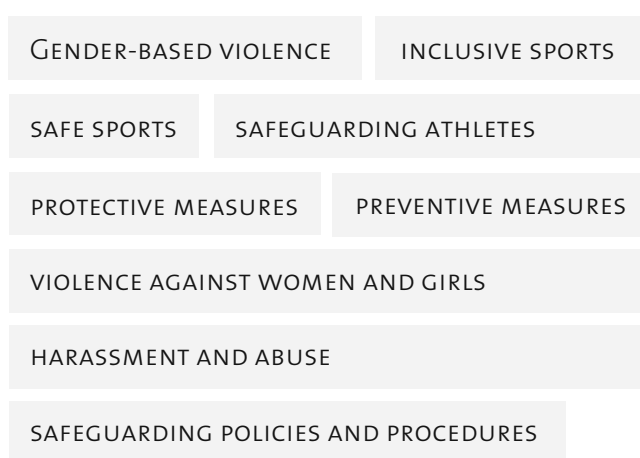 Gender-based violence inclusive sports
safe sports safeguarding athletes
protective measures preventive measures
violence against women and girls
harassment and abuse
safeguarding policies and procedures